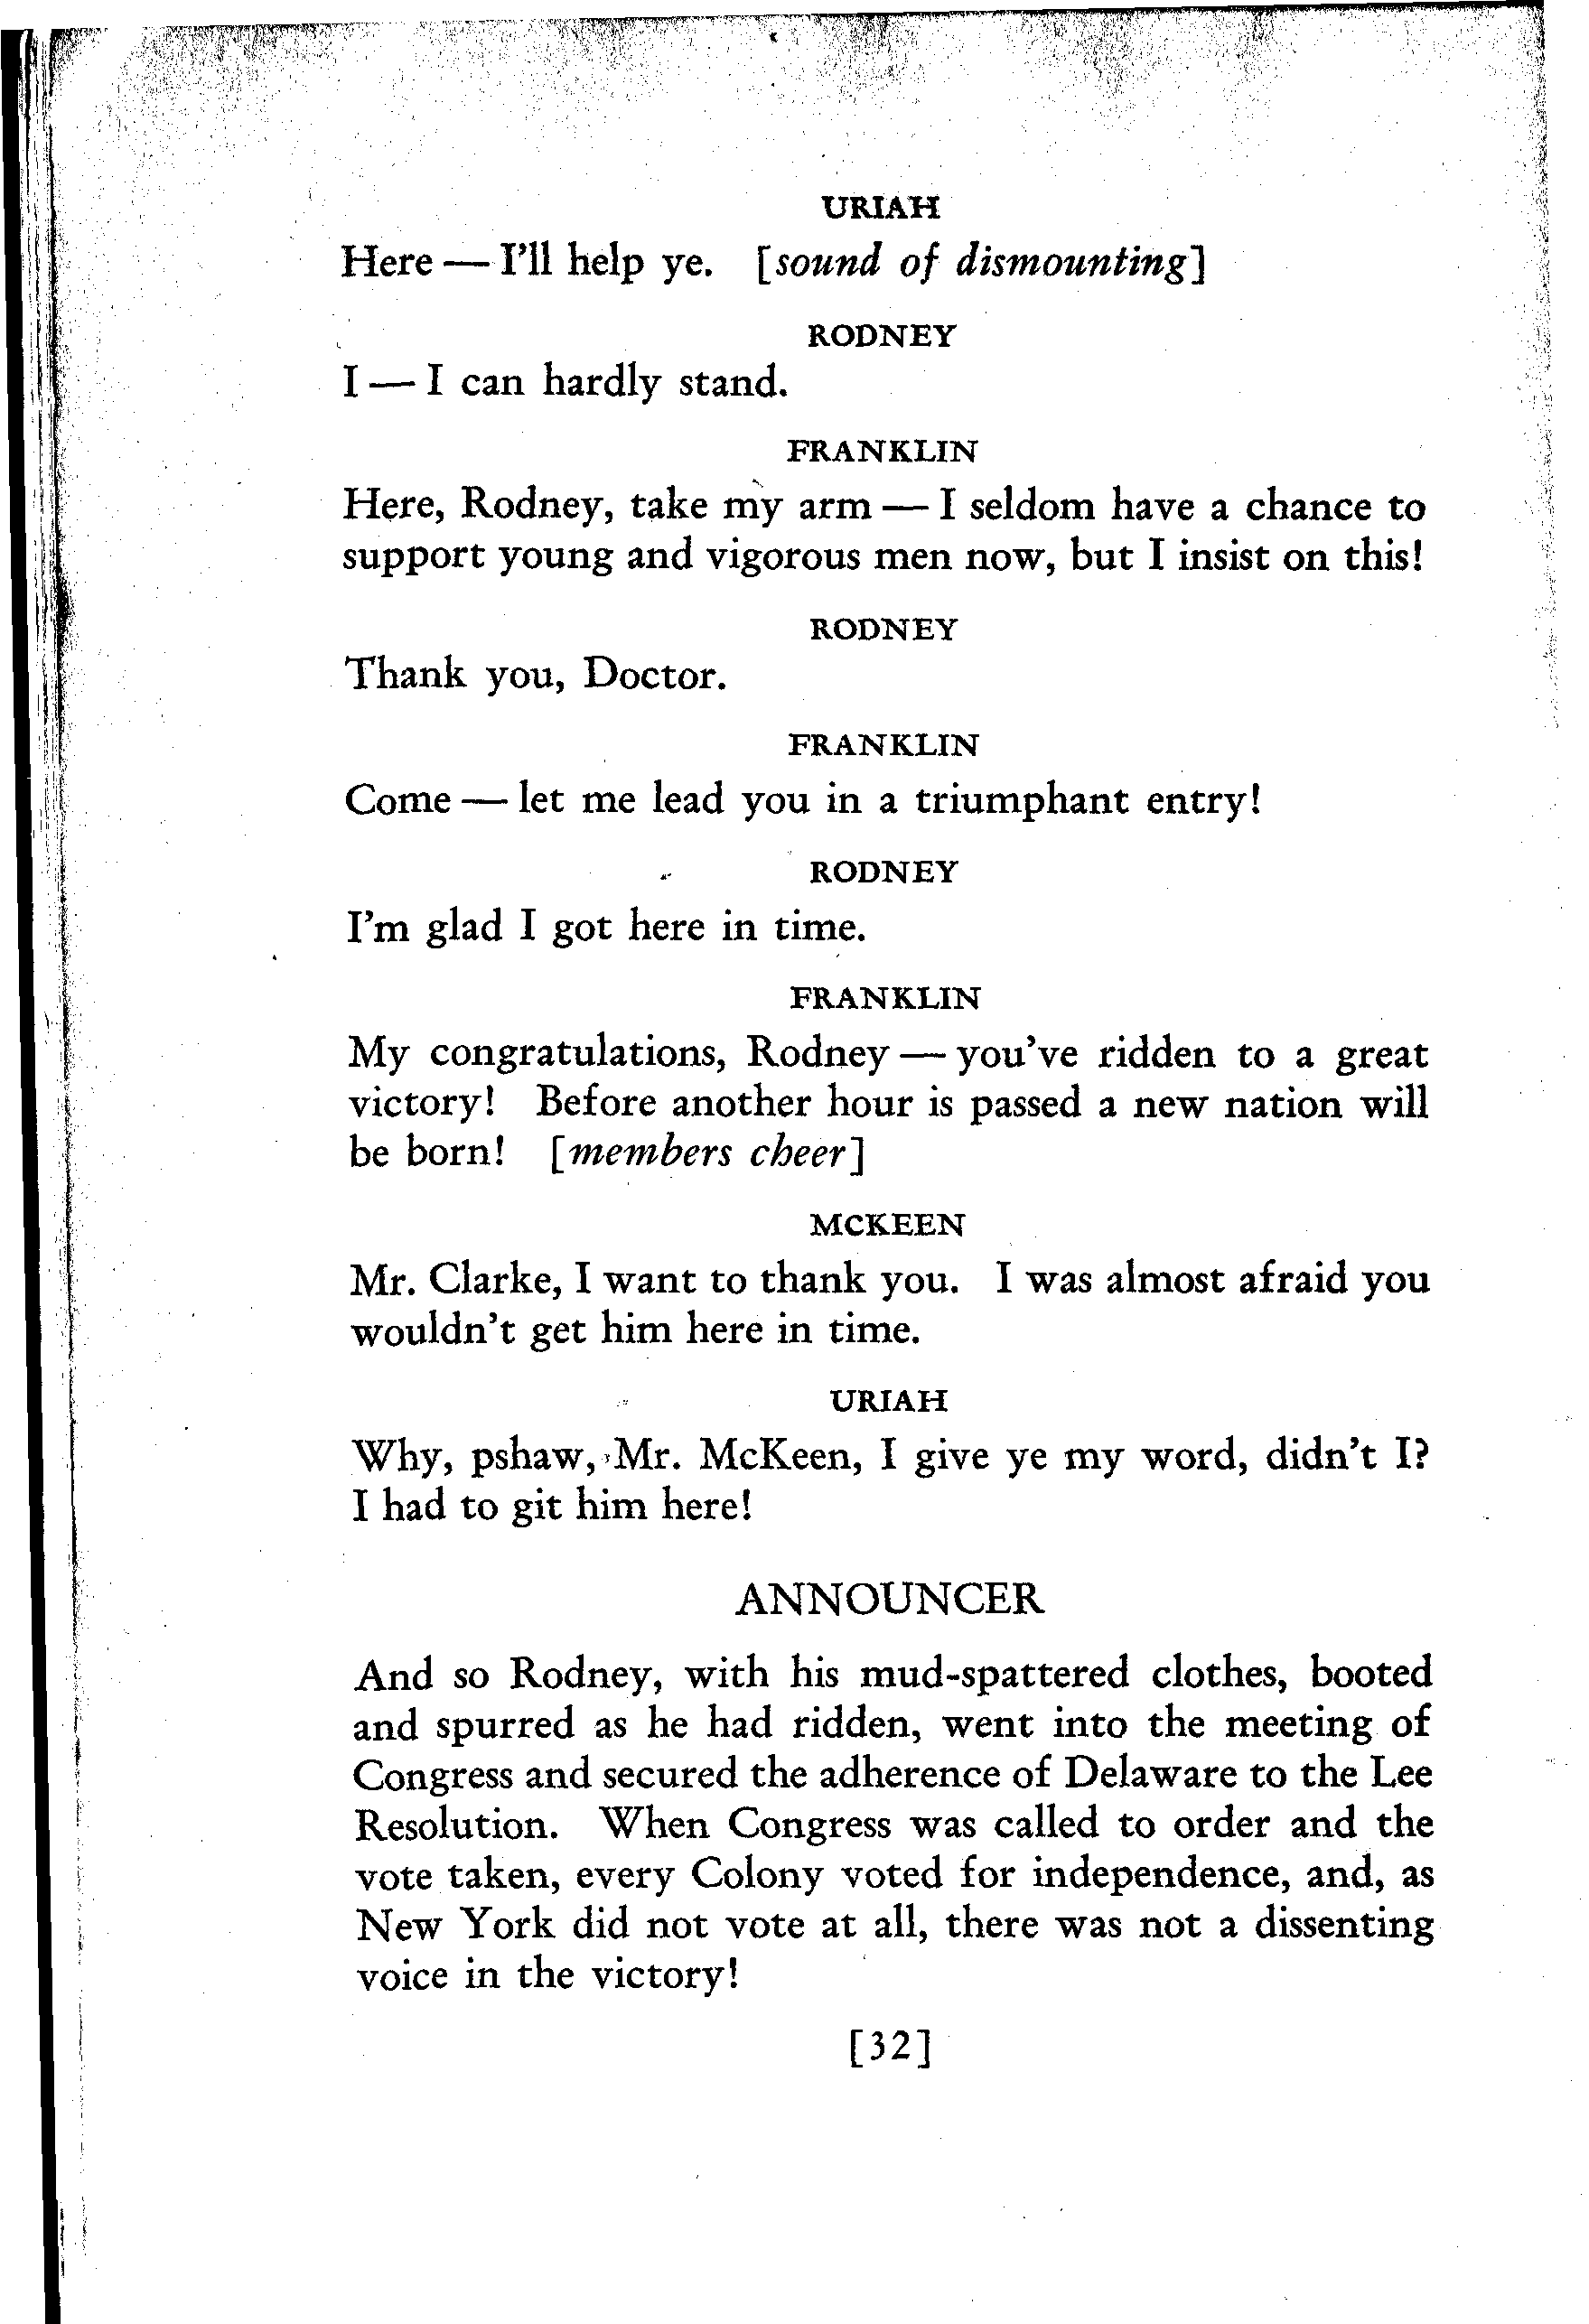 URIAH
Here — I'll help ye. [sound of dismounting]
RODNEY
I — I can hardly stand.
FRANKLIN
Here, Rodney, take my arm — I seldom have a chance to
support young and vigorous men now, but I insist on this!
RODNEY
Thank you, Doctor.
FRANKLIN
Come — let me lead you in a triumphant entry!
RODNEY
I'm glad I got here in time.
FRANKLIN
My congratulations, Rodney — you've ridden to a great
victory! Before another hour is passed a new nation will
be born! [members cheer]
MCKEEN
Mr. Clarke, I want to thank you. I was almost afraid you
wouldn't get him here in time.
URIAH
Why, pshaw, Mr. McKeen, I give ye my word, didn't I?
I had to git him here!
ANNOUNCER
And so Rodney, with his mud-spattered clothes, booted
and spurred as he had ridden, went into the meeting of
Congress and secured the adherence of Delaware to the Lee
Resolution. When Congress was called to order and the
vote taken, every Colony voted for independence, and, as
New York did not vote at all, there was not a dissenting
voice in the victory!
[32]